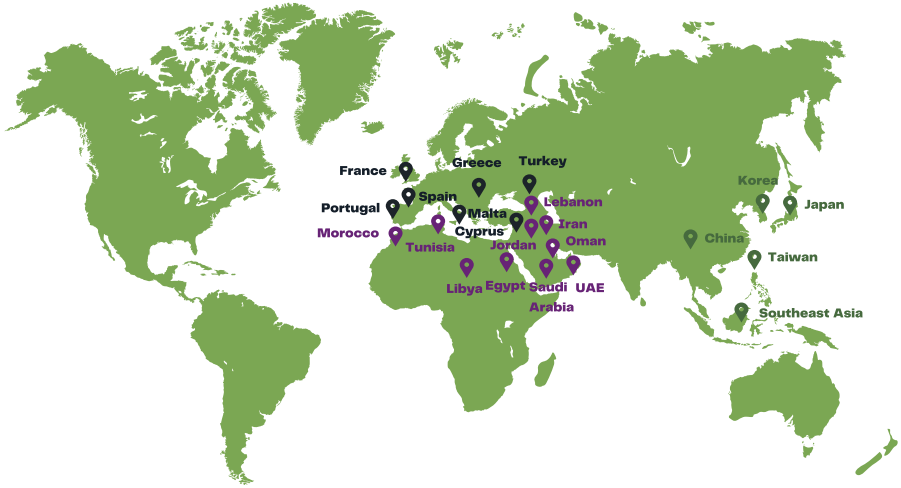 Greece
Turkey
France
Korea
Spain
Lebanon
Japan
Portugal
Malta
Iran
Morocco
Cyprus
China
Tunisia
Jordan
Oman
Taiwan
Libya
Egypt
Saudi
Arabia
UAE
Southeast Asia